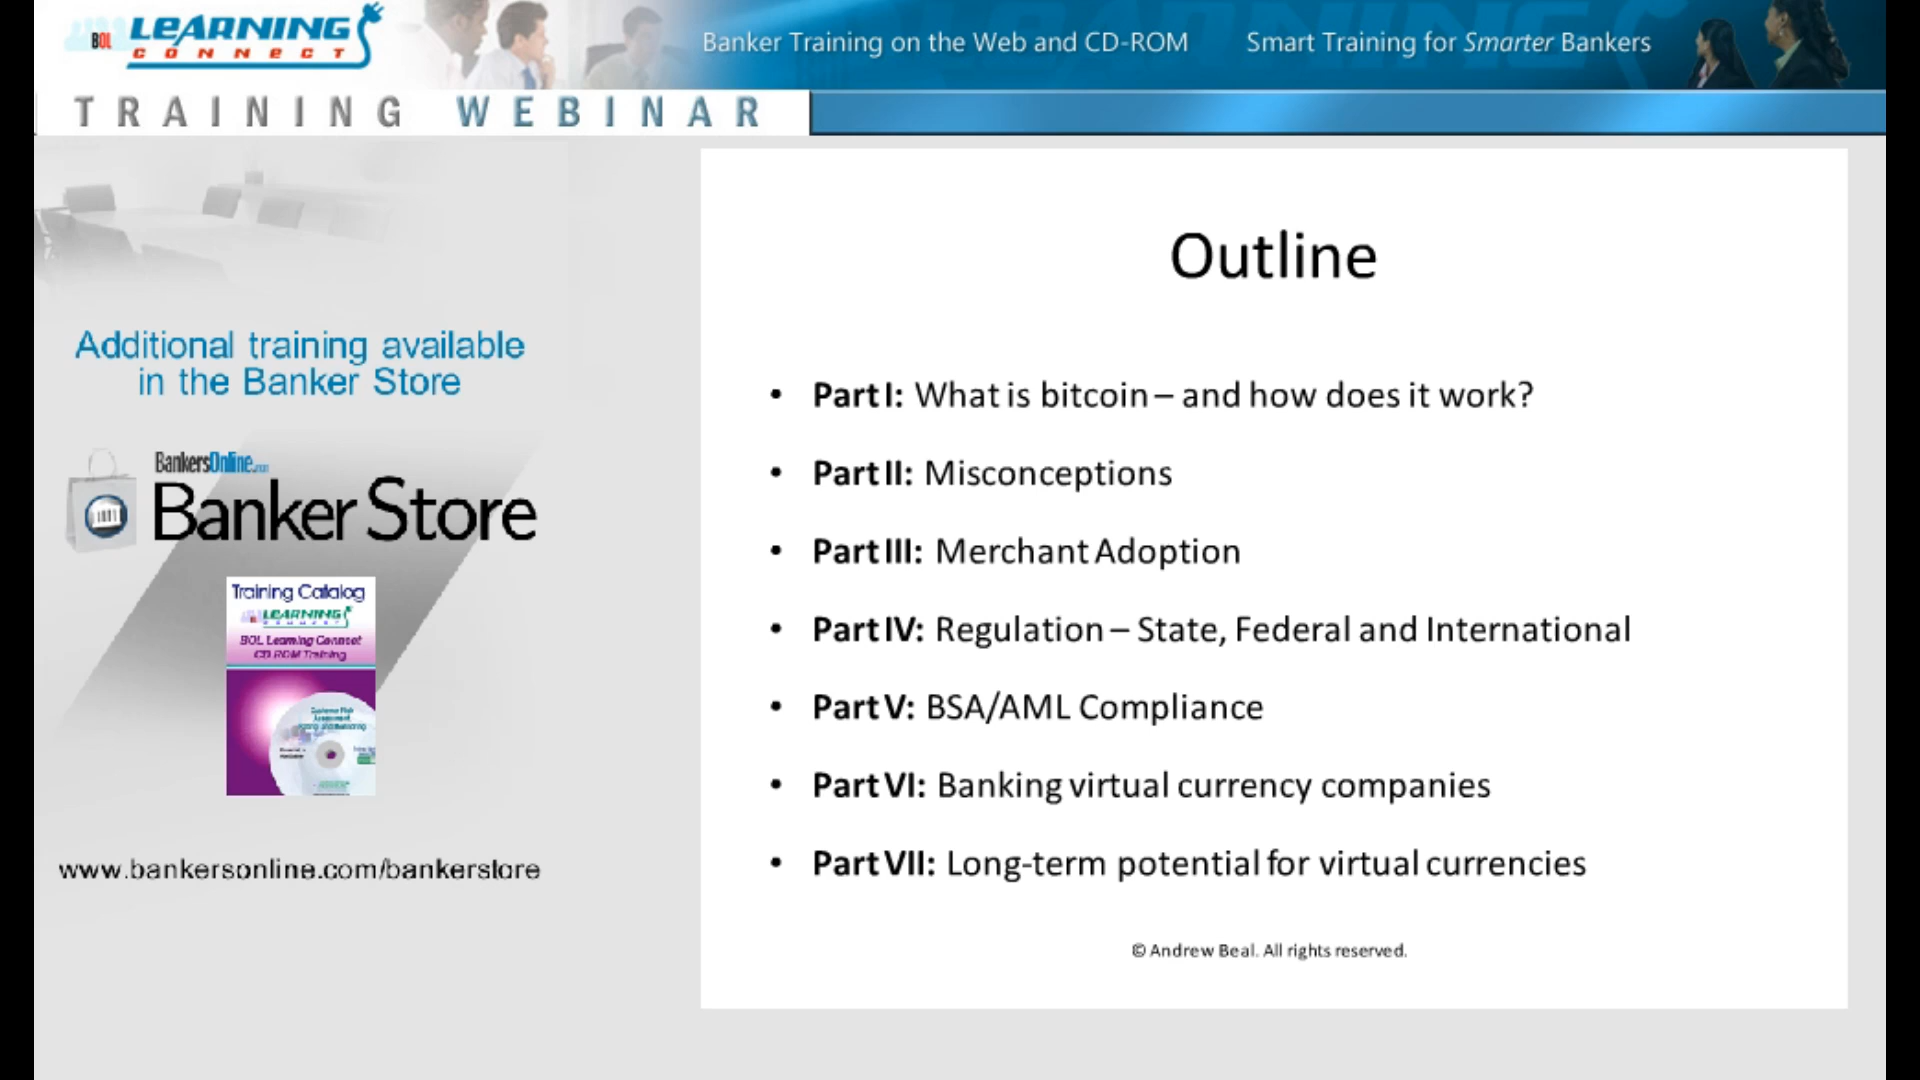 BOL LEARNING
CONNECT
Banker Training on the Web and CD-ROM
Smart Training for Smarter Bankers
TRAINING WEBINAR
Additional training available
in the Banker Store
BankersOnline.com
Banker Store
Training Catalog
LEARNING
CONNECT
BOL Learning Connect
CD ROM Training
www.bankersonline.com/bankerstore
Outline
• Part I: What is bitcoin – and how does it work?
• Part II: Misconceptions
• Part III: Merchant Adoption
• Part IV: Regulation – State, Federal and International
• Part V: BSA/AML Compliance
• Part VI: Banking virtual currency companies
• Part VII: Long-term potential for virtual currencies
© Andrew Beal. All rights reserved.